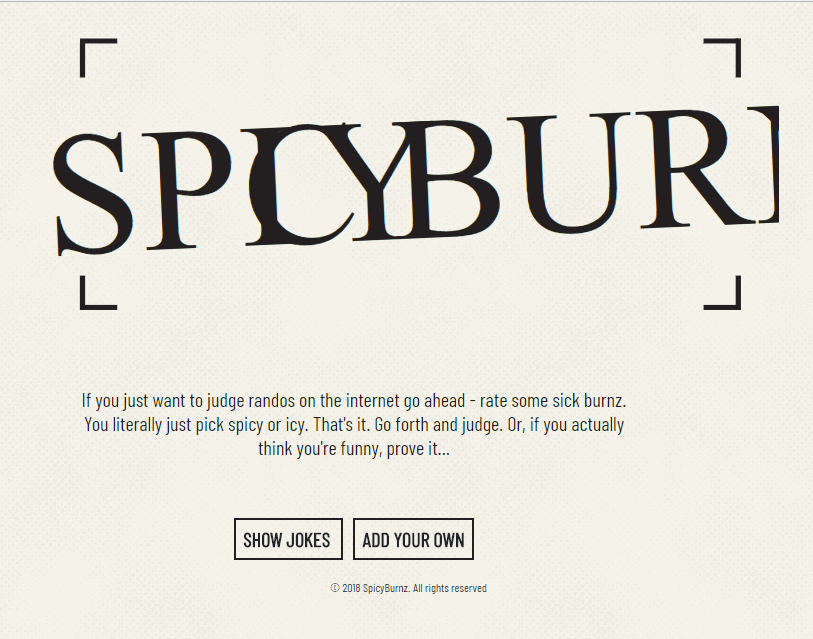 SPICYBUR
If you just want to judge randos on the internet go ahead - rate some sick burnz.
You literally just pick spicy or icy. That's it. Go forth and judge. Or, if you actually
think you're funny, prove it...
SHOW JOKES ADD YOUR OWN
© 2018 SpicyBurnz. All rights reserved